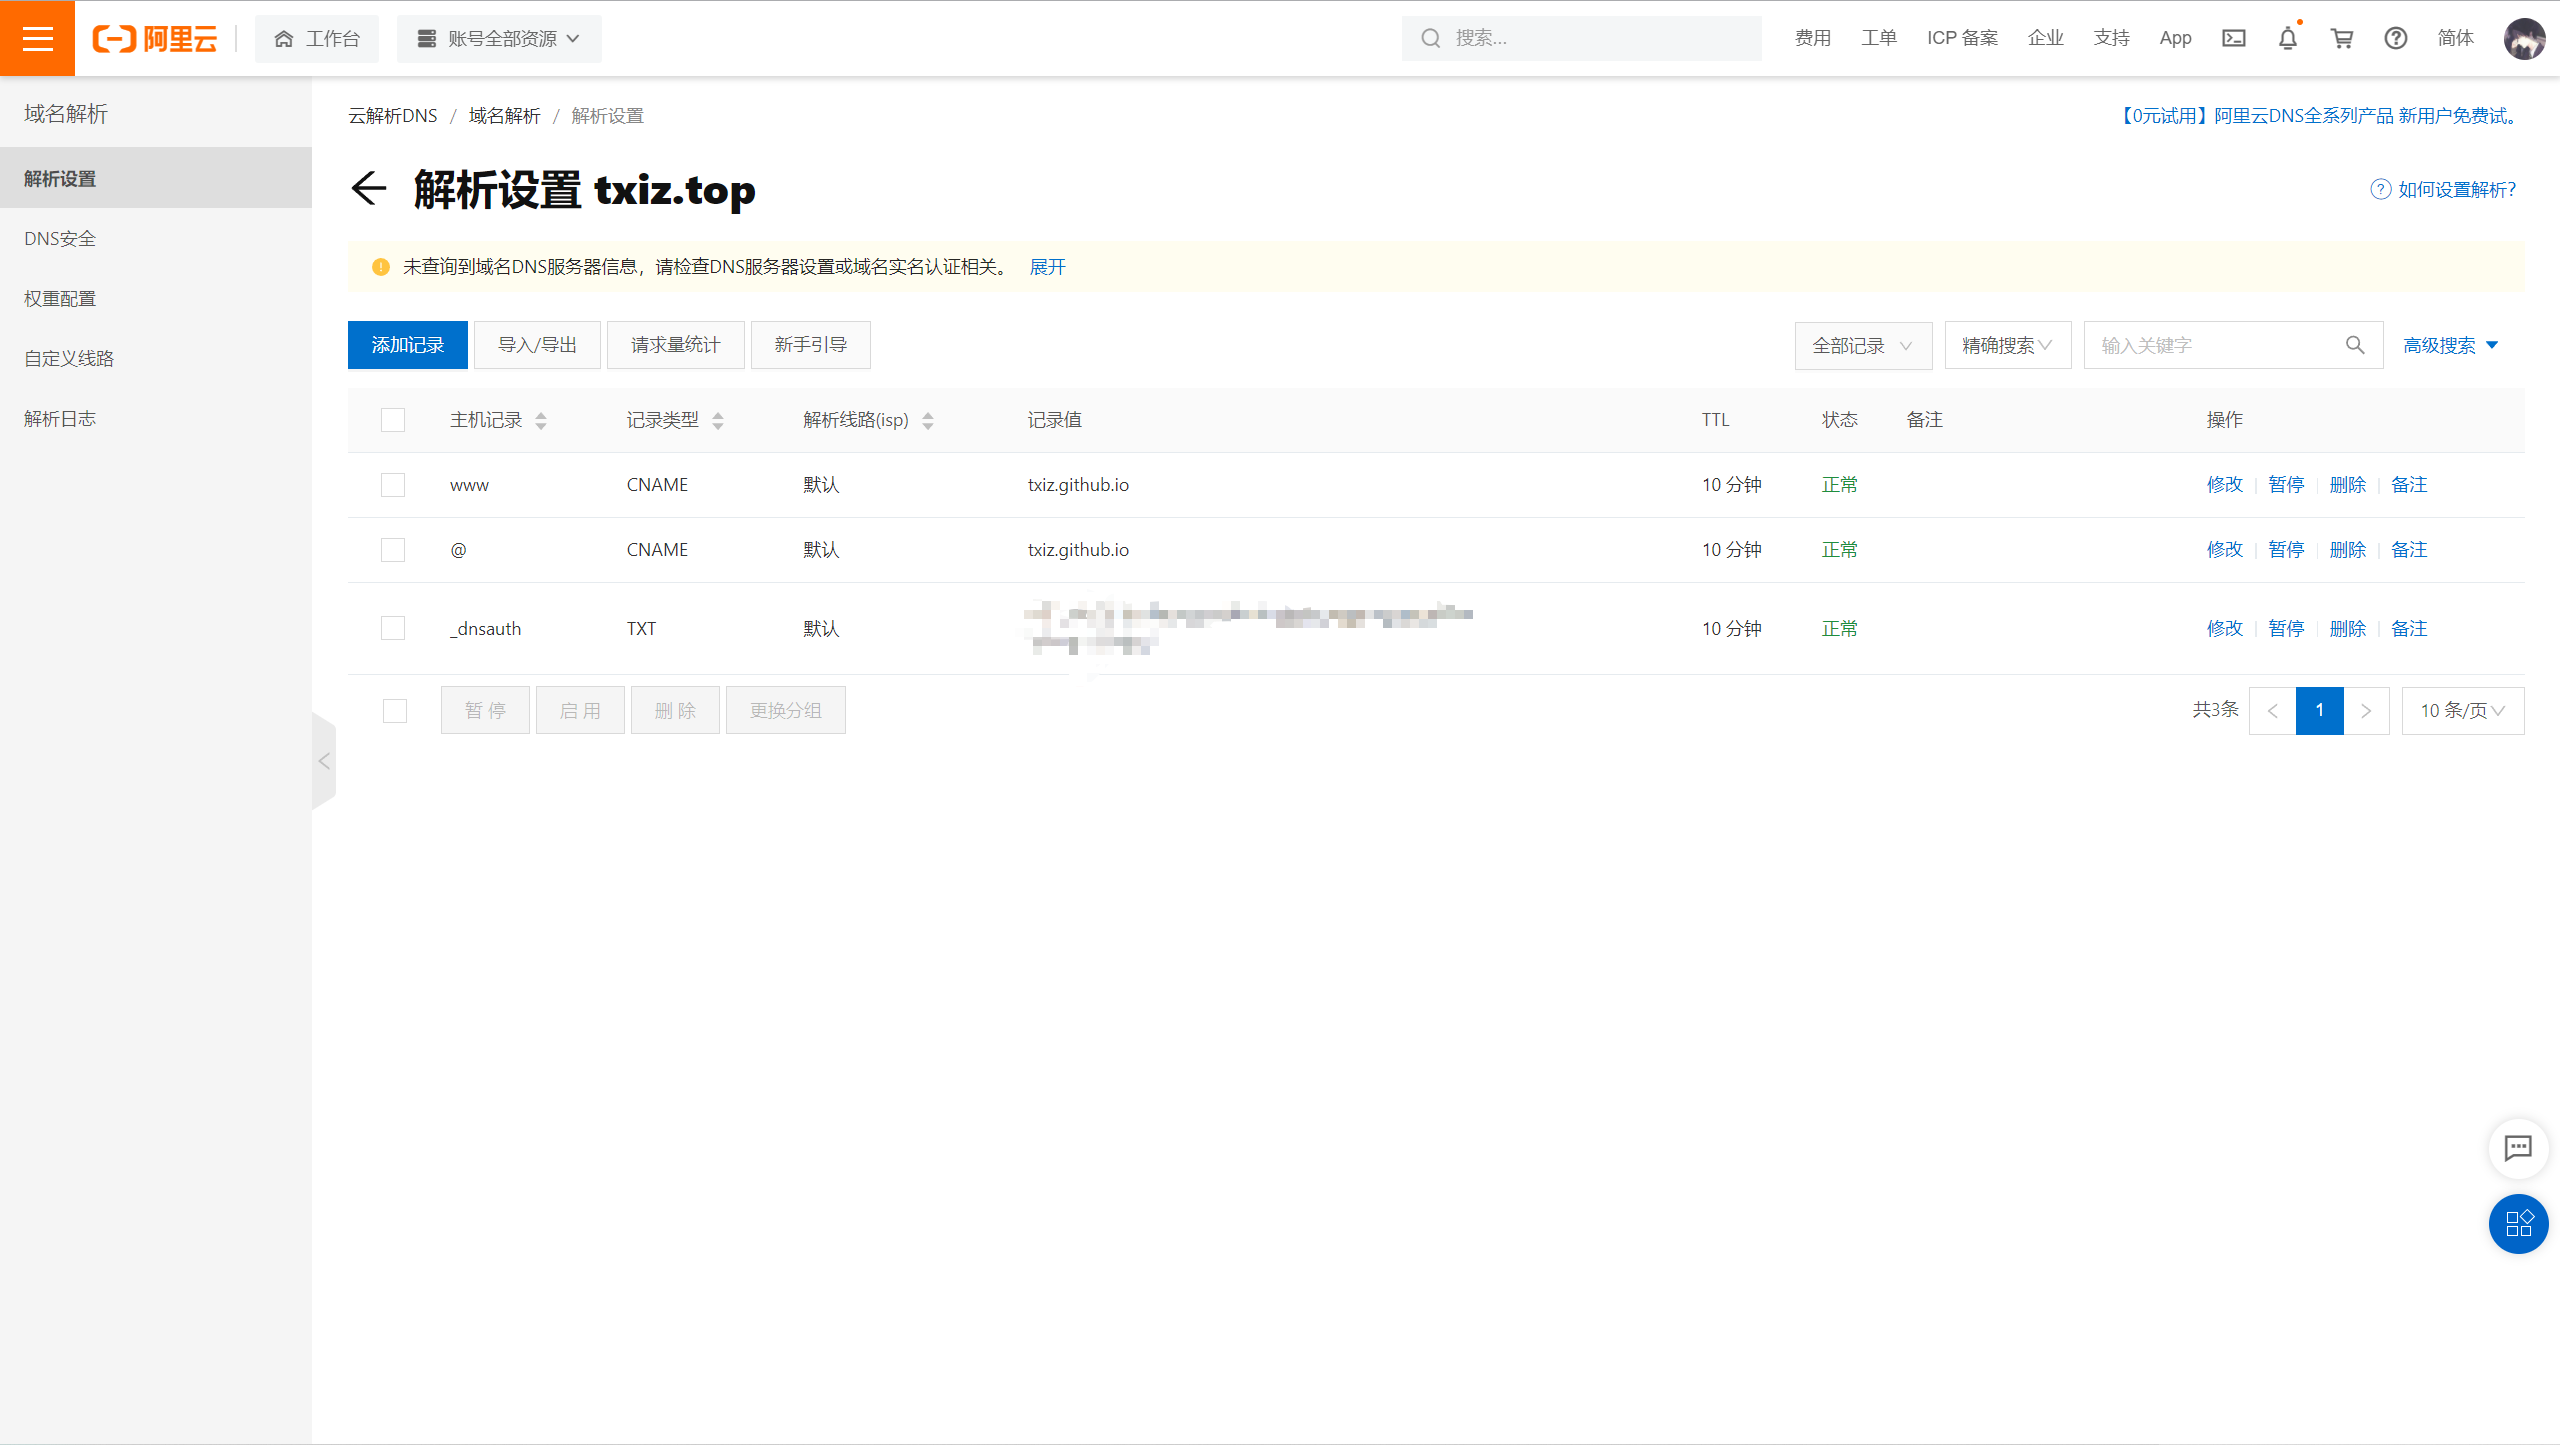 阿里云
工作台
账号全部资源
搜索...
费用
工单
ICP 备案
企业
支持
App
简体
域名解析
解析设置
DNS安全
权重配置
自定义线路
解析日志
云解析DNS / 域名解析 / 解析设置
【0元试用】阿里云DNS全系列产品 新用户免费试。
解析设置 txiz.top
如何设置解析?
未查询到域名DNS服务器信息，请检查DNS服务器设置或域名实名认证相关。 展开
添加记录 导入/导出 请求量统计 新手引导
全部记录 精确搜索 输入关键字 高级搜索
主机记录 记录类型 解析线路(isp) 记录值 TTL 状态 备注 操作
www CNAME 默认 txiz.github.io 10 分钟 正常 修改 暂停 删除 备注
@ CNAME 默认 txiz.github.io 10 分钟 正常 修改 暂停 删除 备注
_dnsauth TXT 默认 10 分钟 正常 修改 暂停 删除 备注
暂 停 启 用 删 除 更换分组
共3条 1 10 条/页